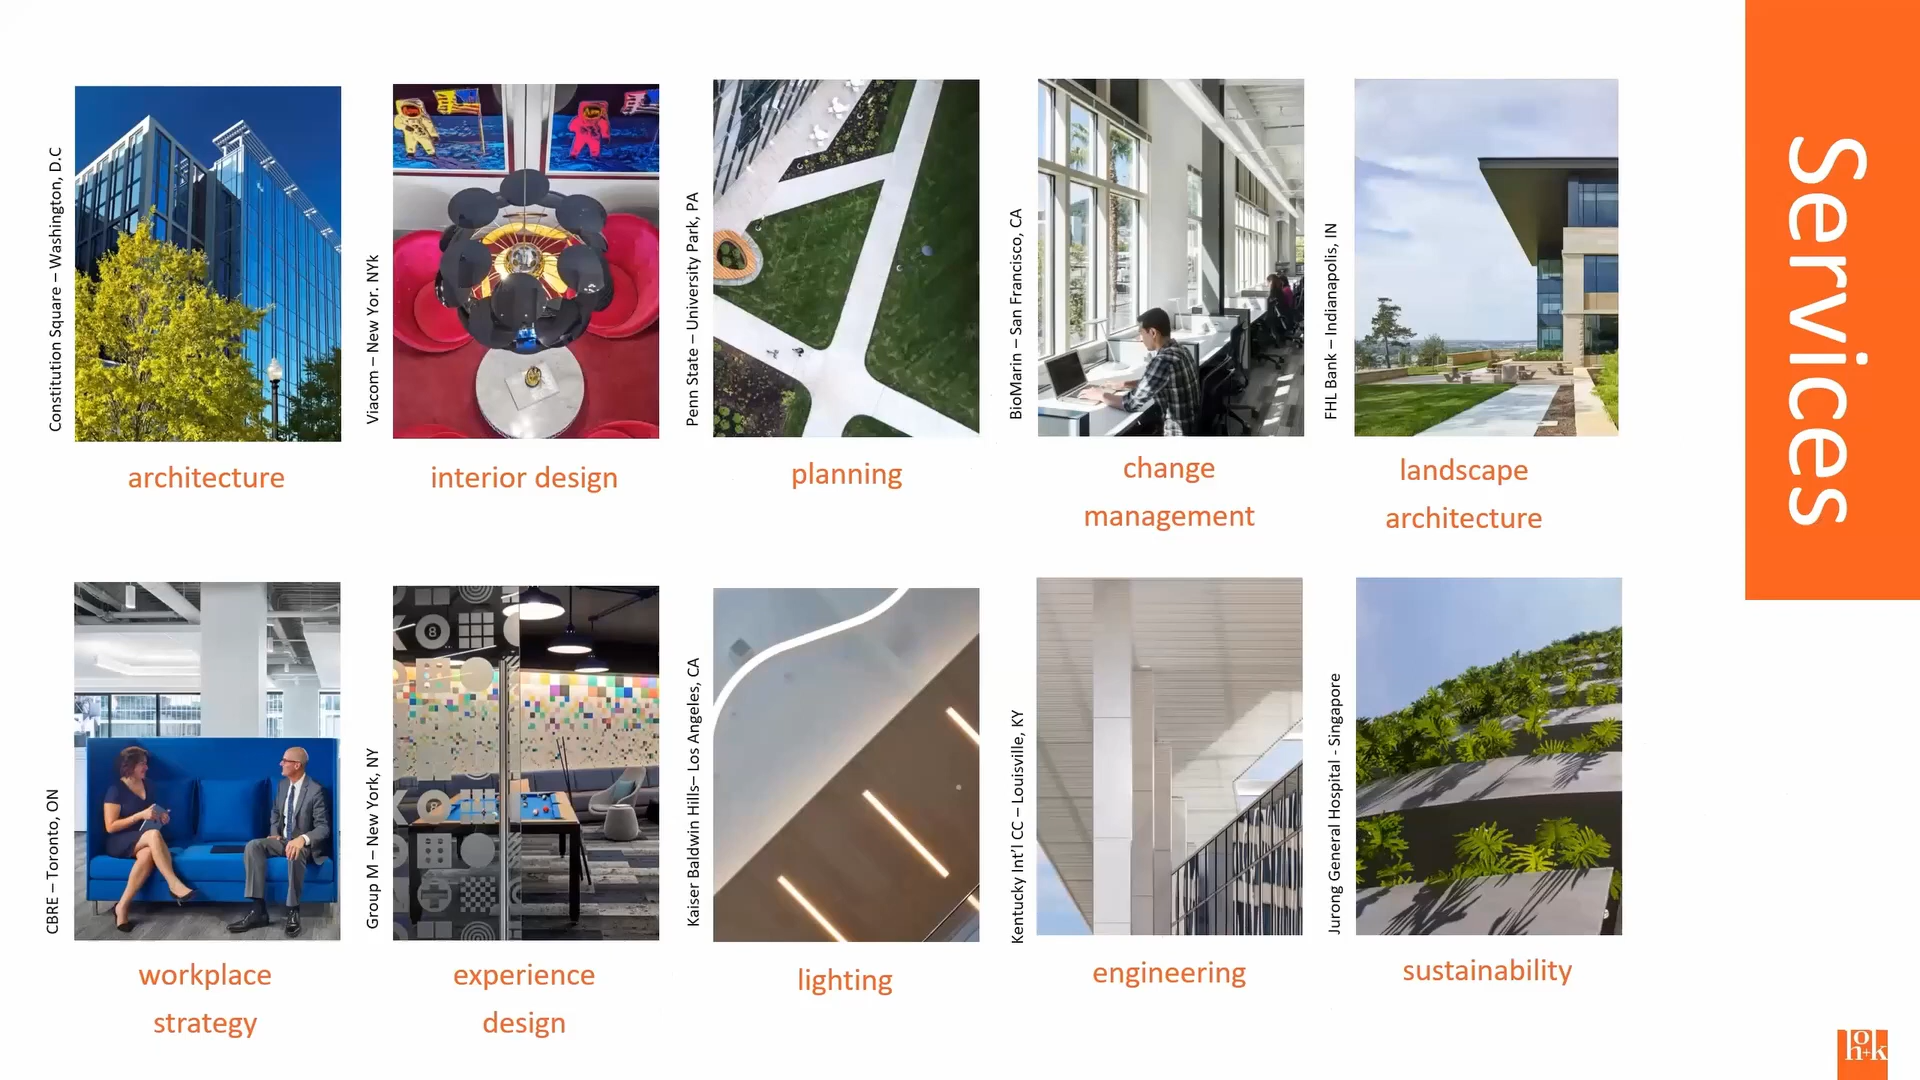 Services
Constitution Square – Washington, D.C
architecture
Viacom – New Yor. NYk
interior design
Penn State – University Park, PA
planning
BioMarin – San Francisco, CA
change
management
FHL Bank – Indianapolis, IN
landscape
architecture
CBRE – Toronto, ON
workplace
strategy
Group M – New York, NY
experience
design
Kaiser Baldwin Hills– Los Angeles, CA
lighting
Kentucky Int'l CC – Louisville, KY
engineering
Jurong General Hospital - Singapore
sustainability
ho+k